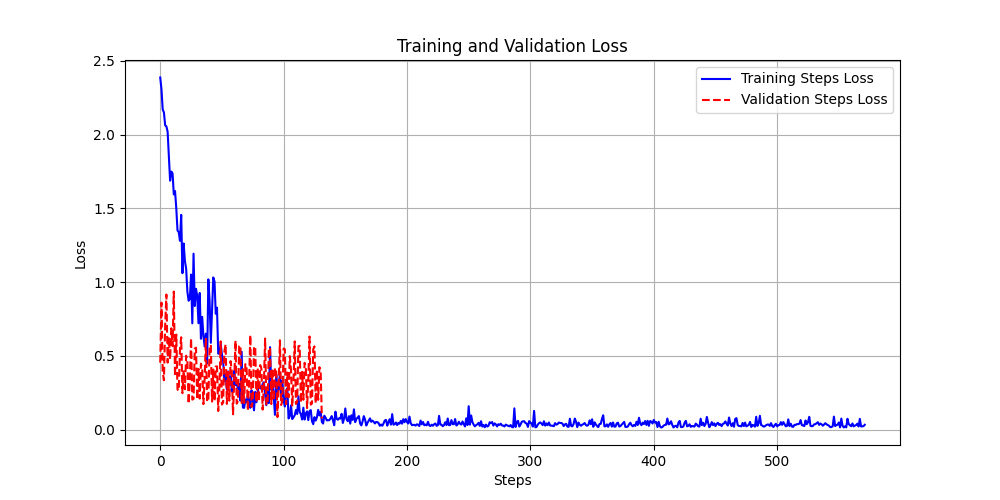 Training and Validation Loss
Training Steps Loss
Validation Steps Loss
Loss
2.5
2.0
1.5
1.0
0.5
0.0
0 100 200 300 400 500
Steps